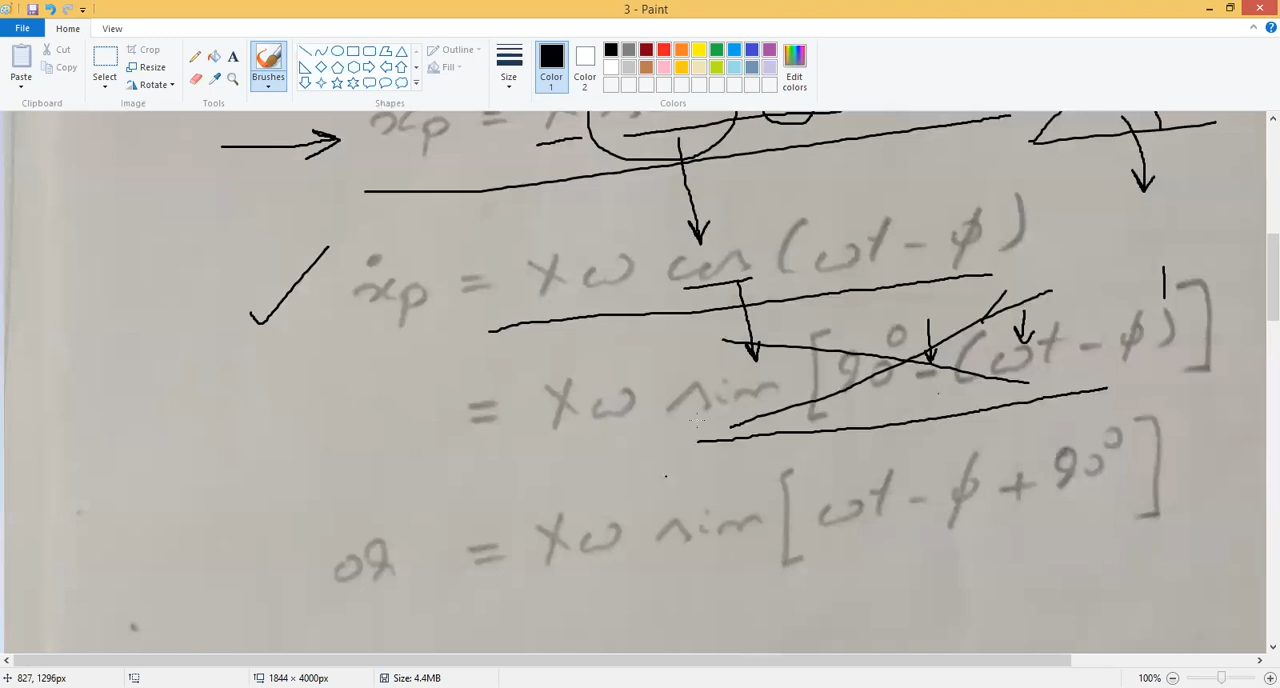 3 - Paint
File Home View
Paste Cut Copy Select Crop Resize Rotate Brushes Outline Fill Size Color 1 Color 2 Edit colors
Clipboard Image Tools Shapes Colors
xp =
ẋp = Xω cos (ωt - φ)
= Xω sin [90° - (ωt - φ)]
or = Xω sin [ωt - φ + 90°]
827, 1296px 1844 × 4000px Size: 4.4MB 100%